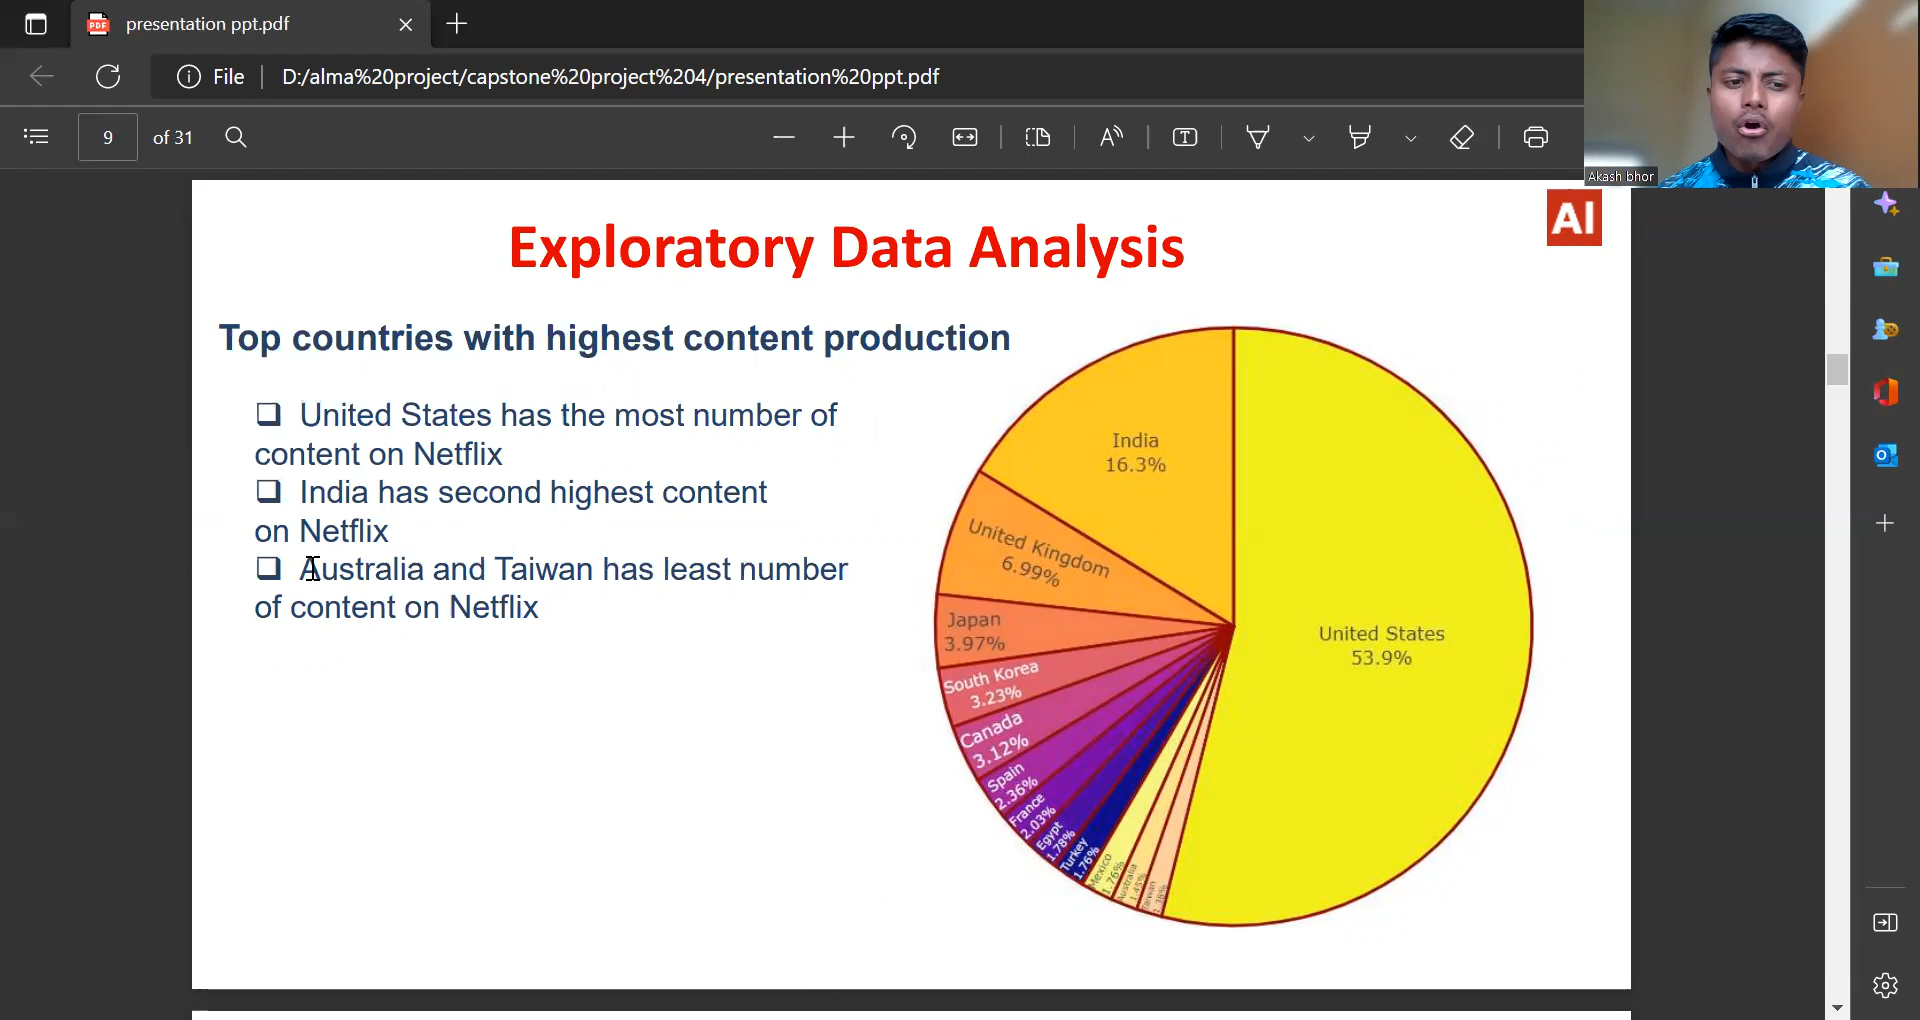 presentation ppt.pdf
File
D:/alma%20project/capstone%20project%204/presentation%20ppt.pdf
9
of 31
Akash bhor
AI
Exploratory Data Analysis
Top countries with highest content production
United States has the most number of
content on Netflix
India has second highest content
on Netflix
Australia and Taiwan has least number
of content on Netflix
India
16.3%
United Kingdom
6.99%
Japan
3.97%
South Korea
3.23%
Canada
3.12%
Spain
2.36%
France
2.03%
Egypt
1.78%
Turkey
1.76%
Mexico
1.76%
Australia
1.45%
Taiwan
United States
53.9%